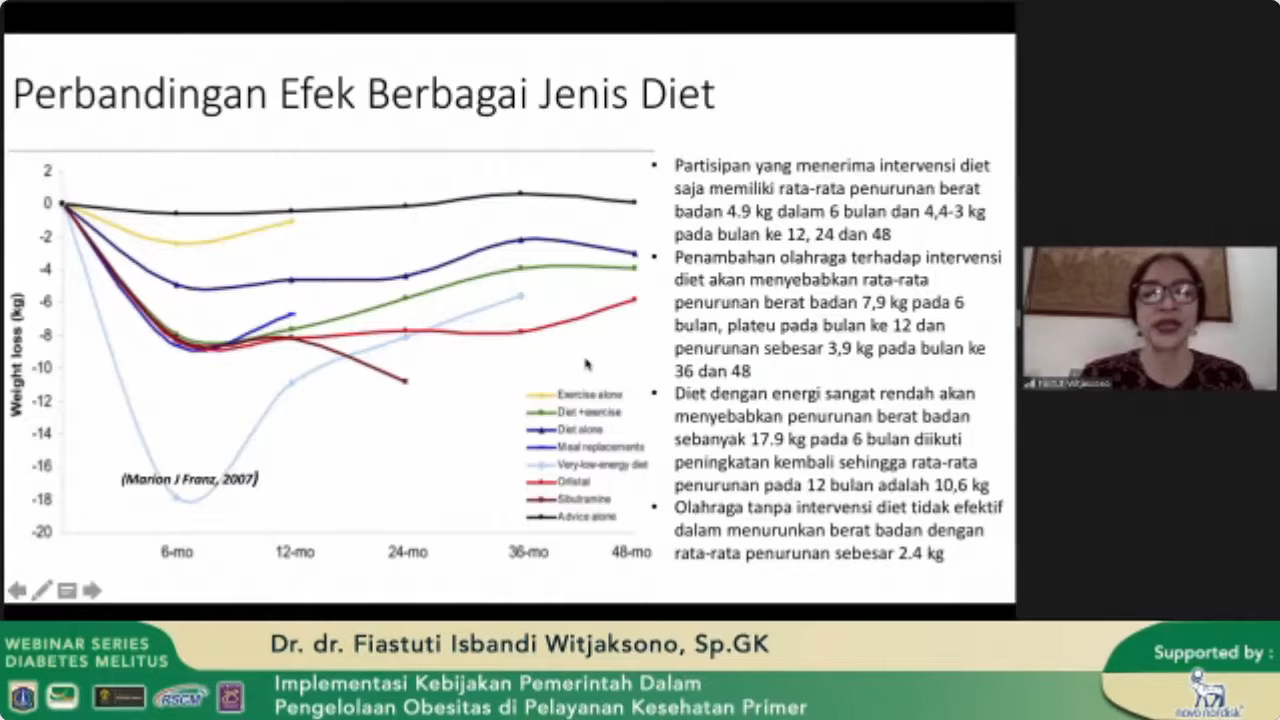 Perbandingan Efek Berbagai Jenis Diet
2
0
-2
-4
-6
-8
-10
-12
-14
-16
-18
-20
Weight loss (kg)
6-mo
12-mo
24-mo
36-mo
48-mo
(Marion J Franz, 2007)
Exercise alone
Diet +exercise
Diet alone
Meal replacements
Very-low-energy diet
Orlistat
Sibutramine
Advice alone
• Partisipan yang menerima intervensi diet
saja memiliki rata-rata penurunan berat
badan 4.9 kg dalam 6 bulan dan 4,4-3 kg
pada bulan ke 12, 24 dan 48
• Penambahan olahraga terhadap intervensi
diet akan menyebabkan rata-rata
penurunan berat badan 7,9 kg pada 6
bulan, plateu pada bulan ke 12 dan
penurunan sebesar 3,9 kg pada bulan ke
36 dan 48
• Diet dengan energi sangat rendah akan
menyebabkan penurunan berat badan
sebanyak 17.9 kg pada 6 bulan diikuti
peningkatan kembali sehingga rata-rata
penurunan pada 12 bulan adalah 10,6 kg
• Olahraga tanpa intervensi diet tidak efektif
dalam menurunkan berat badan dengan
rata-rata penurunan sebesar 2.4 kg
Fiastuti Witjaksono
WEBINAR SERIES
DIABETES MELITUS
RSCM
Dr. dr. Fiastuti Isbandi Witjaksono, Sp.GK
Implementasi Kebijakan Pemerintah Dalam
Pengelolaan Obesitas di Pelayanan Kesehatan Primer
Supported by :
novo nordisk